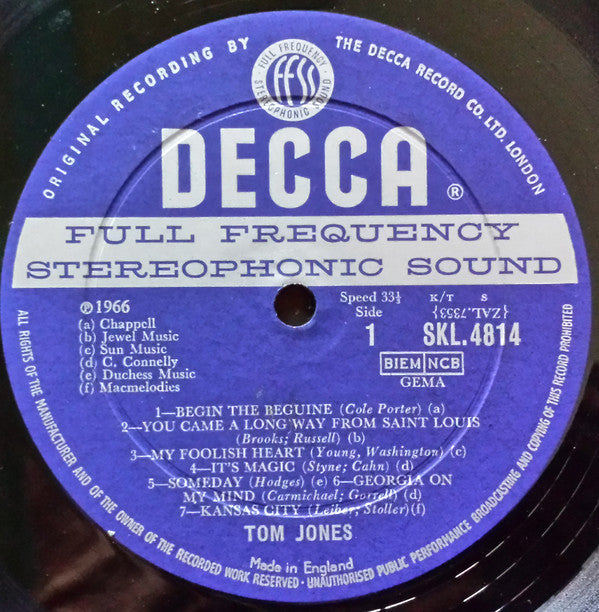 ORIGINAL RECORDING BY
THE DECCA RECORD CO. LTD. LONDON
FULL FREQUENCY
FFSS
STEREOPHONIC SOUND
DECCA ®
FULL FREQUENCY
STEREOPHONIC SOUND
℗1966
(a) Chappell
(b) Jewel Music
(c) Sun Music
(d) C. Connelly
(e) Duchess Music
(f) Macmelodies
Speed 33⅓ K/T S
Side {ZAL.7353}
1 SKL.4814
BIEM NCB
GEMA
1—BEGIN THE BEGUINE (Cole Porter) (a)
2—YOU CAME A LONG WAY FROM SAINT LOUIS
(Brooks; Russell) (b)
3—MY FOOLISH HEART (Young, Washington) (c)
4—IT'S MAGIC (Styne; Cahn) (d)
5—SOMEDAY (Hodges) (e) 6—GEORGIA ON
MY MIND (Carmichael; Gorrell) (d)
7—KANSAS CITY (Leiber; Stoller)(f)
TOM JONES
Made in England
ALL RIGHTS OF THE MANUFACTURER AND OF THE OWNER OF THE RECORDED WORK RESERVED · UNAUTHORISED PUBLIC PERFORMANCE BROADCASTING AND COPYING OF THIS RECORD PROHIBITED